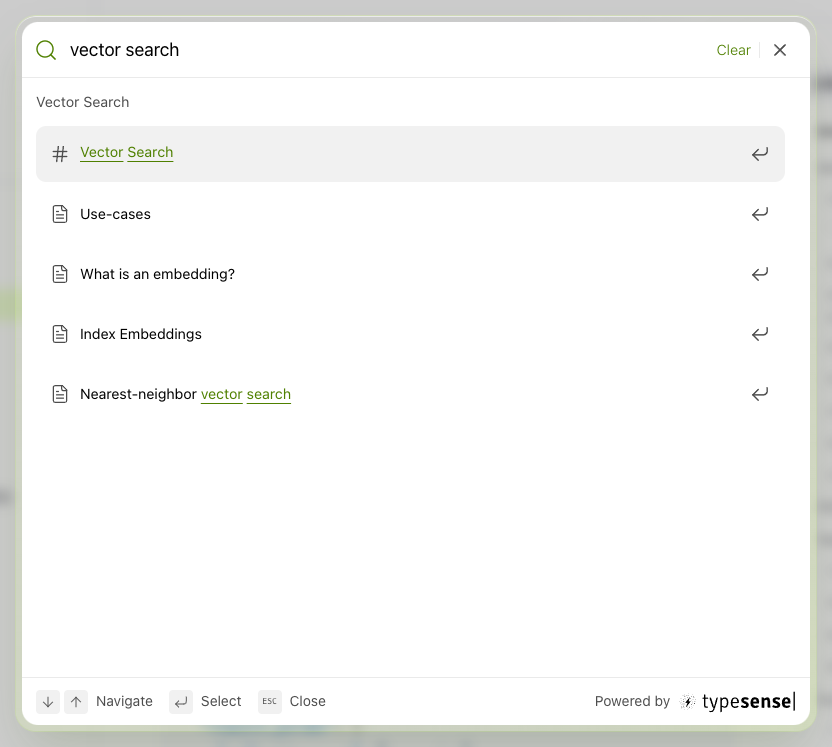 vector search Clear
Vector Search
# Vector Search
Use-cases
What is an embedding?
Index Embeddings
Nearest-neighbor vector search
Navigate Select ESC Close Powered by typesense|